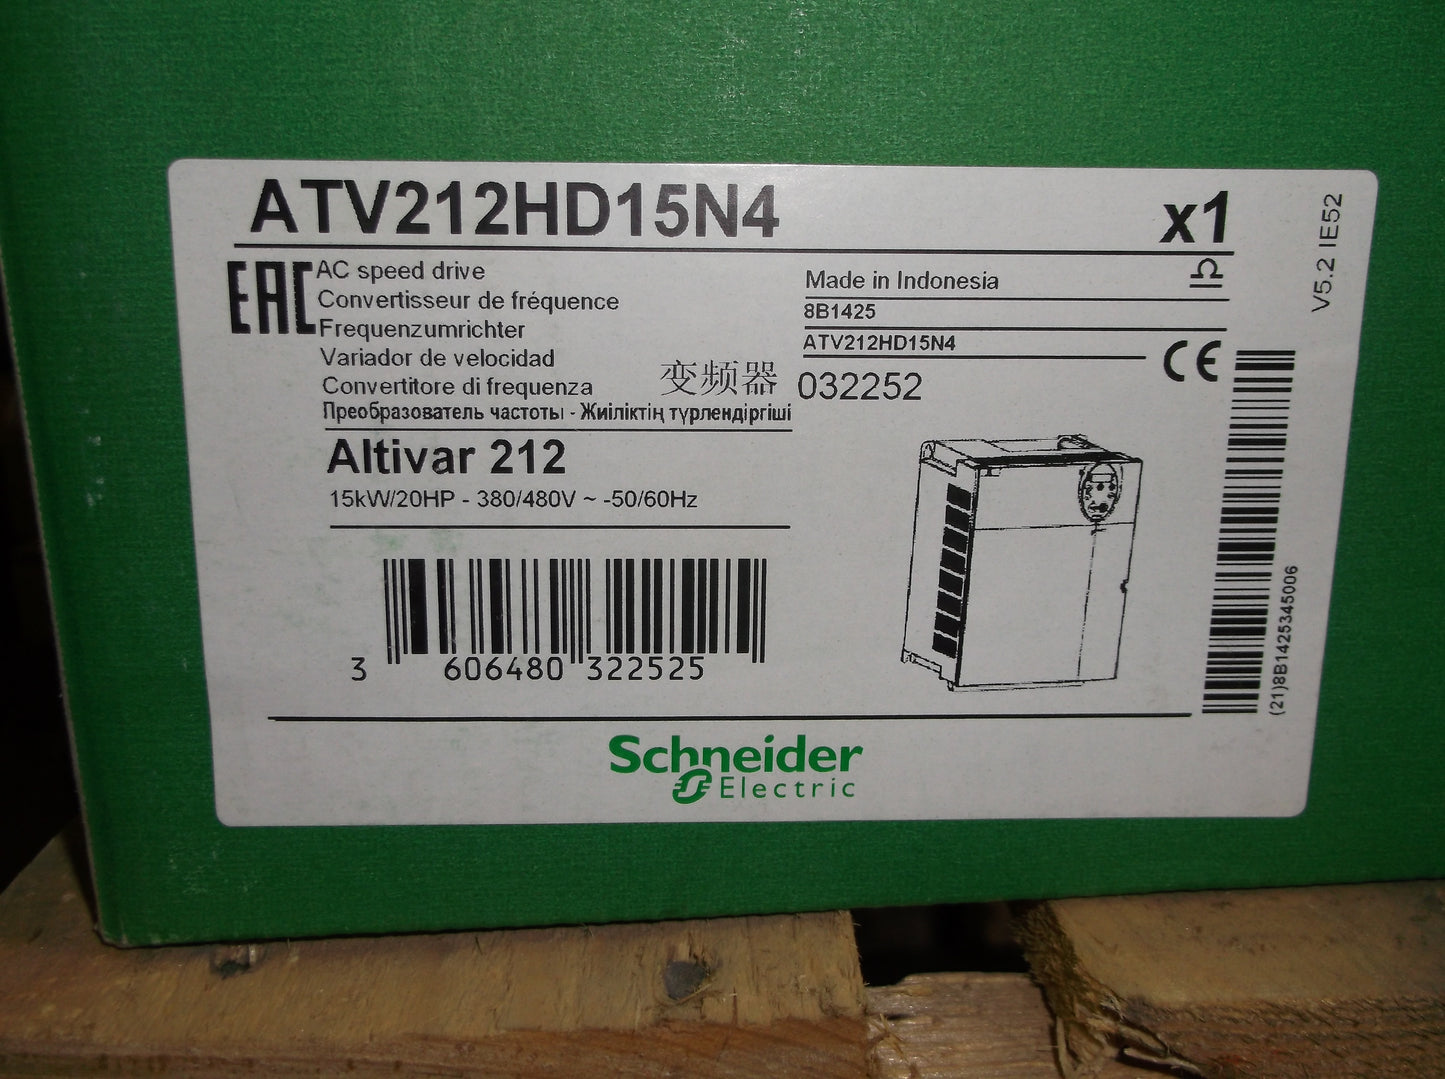 ATV212HD15N4 x1
EAC
AC speed drive
Convertisseur de fréquence
Frequenzumrichter
Variador de velocidad
Convertitore di frequenza
变频器
Преобразователь частоты - Жиіліктің түрлендіргіші
Made in Indonesia
8B1425
ATV212HD15N4
032252
CE
V5.2 IE52
Altivar 212
15kW/20HP - 380/480V ~ -50/60Hz
3 606480 322525
(21)8B1425345006
Schneider
Electric